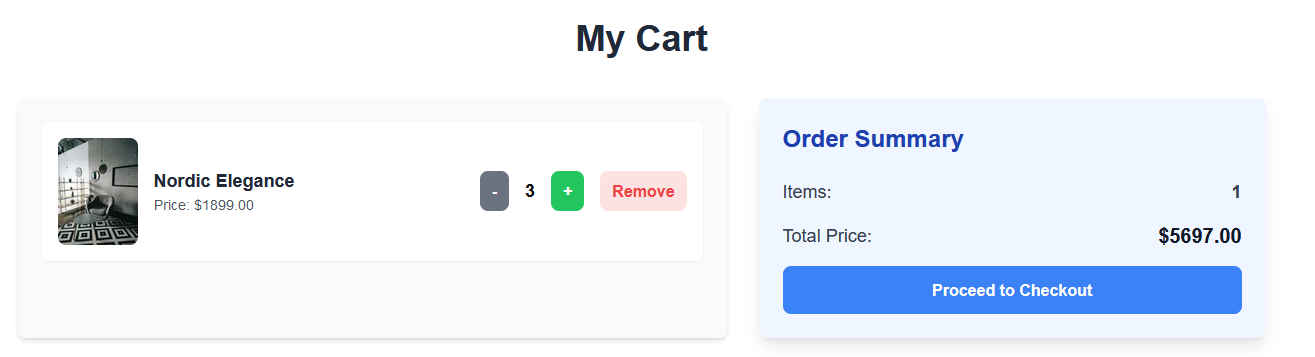 My Cart
Nordic Elegance
Price: $1899.00
- 3 + Remove
Order Summary
Items: 1
Total Price: $5697.00
Proceed to Checkout